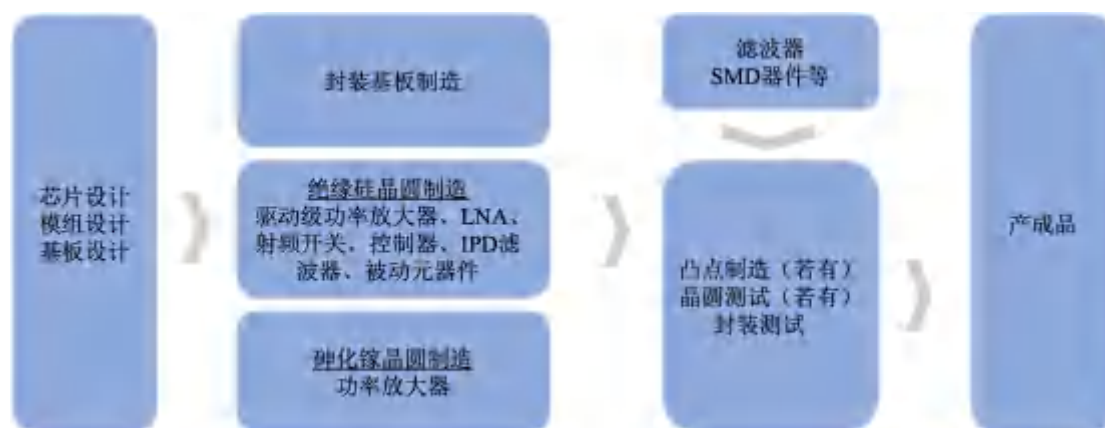 芯片设计
模组设计
基板设计
封装基板制造
绝缘硅晶圆制造
驱动级功率放大器、LNA、
射频开关、控制器、IPD滤
波器、被动元器件
砷化镓晶圆制造
功率放大器
滤波器
SMD器件等
凸点制造（若有）
晶圆测试（若有）
封装测试
产成品